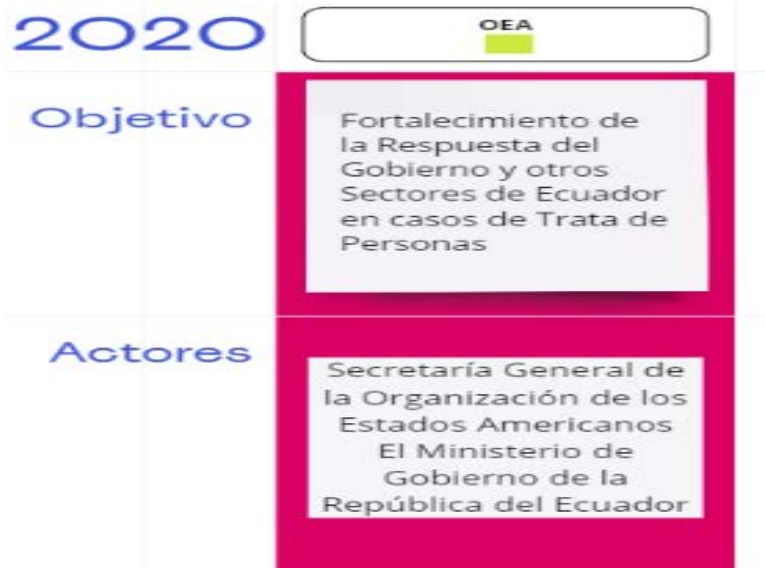 2020
OEA
Objetivo
Fortalecimiento de
la Respuesta del
Gobierno y otros
Sectores de Ecuador
en casos de Trata de
Personas
Actores
Secretaría General de
la Organización de los
Estados Americanos
El Ministerio de
Gobierno de la
República del Ecuador